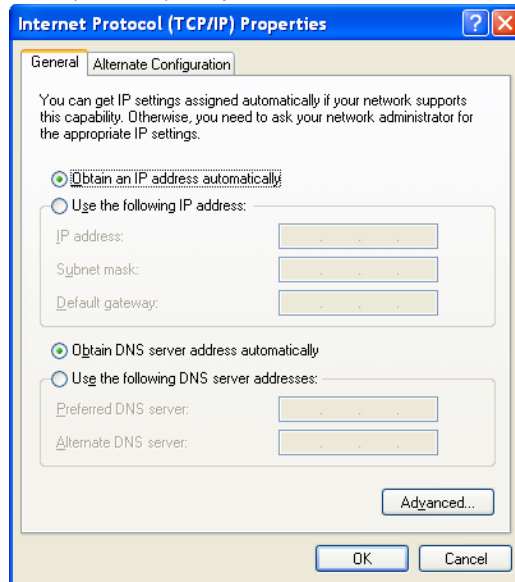 Internet Protocol (TCP/IP) Properties
General
Alternate Configuration
You can get IP settings assigned automatically if your network supports
this capability. Otherwise, you need to ask your network administrator for
the appropriate IP settings.
Obtain an IP address automatically
Use the following IP address:
IP address:
Subnet mask:
Default gateway:
Obtain DNS server address automatically
Use the following DNS server addresses:
Preferred DNS server:
Alternate DNS server:
Advanced...
OK
Cancel